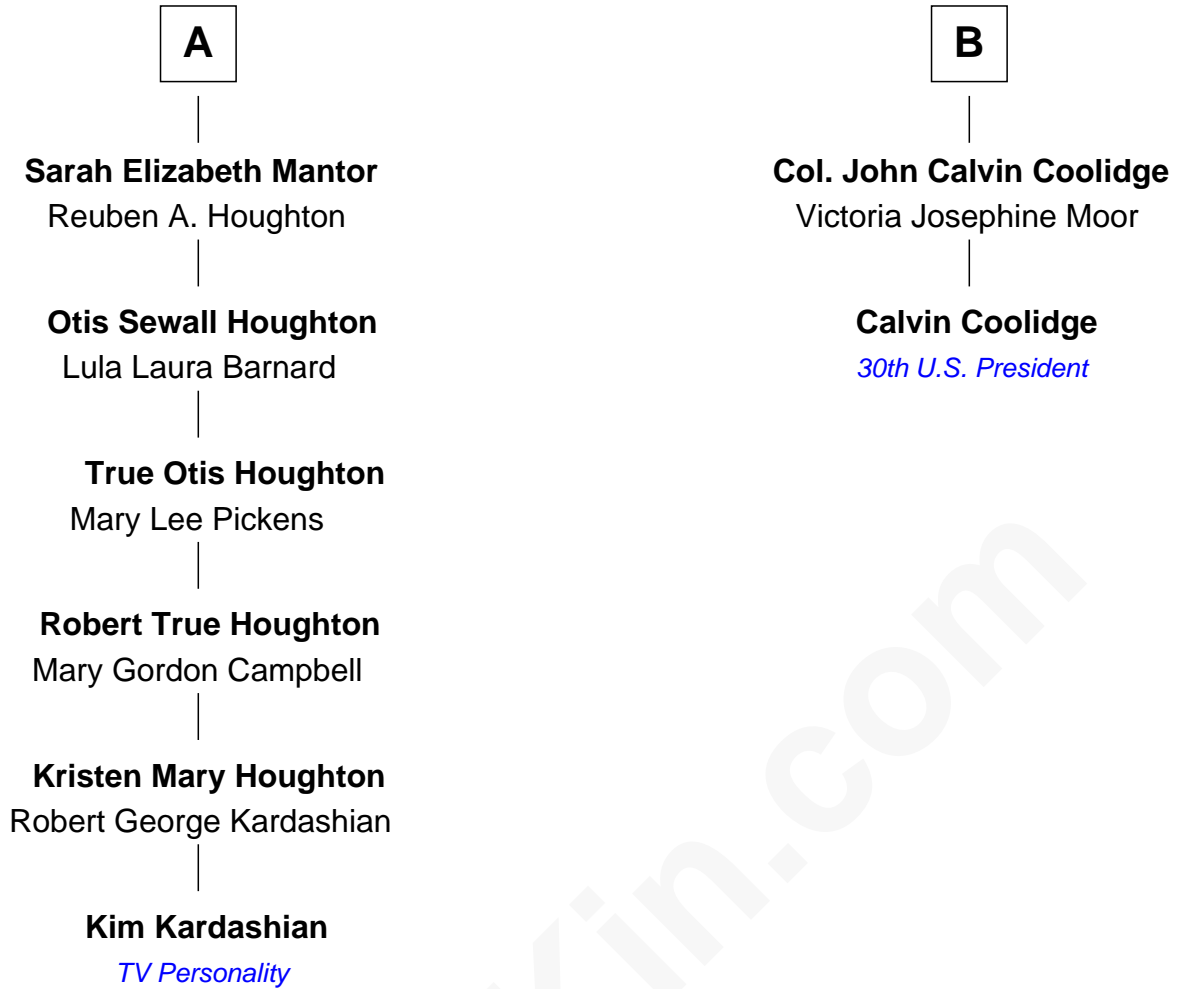 A
Sarah Elizabeth Mantor
Reuben A. Houghton
Otis Sewall Houghton
Lula Laura Barnard
True Otis Houghton
Mary Lee Pickens
Robert True Houghton
Mary Gordon Campbell
Kristen Mary Houghton
Robert George Kardashian
Kim Kardashian
TV Personality
B
Col. John Calvin Coolidge
Victoria Josephine Moor
Calvin Coolidge
30th U.S. President
Kin.com